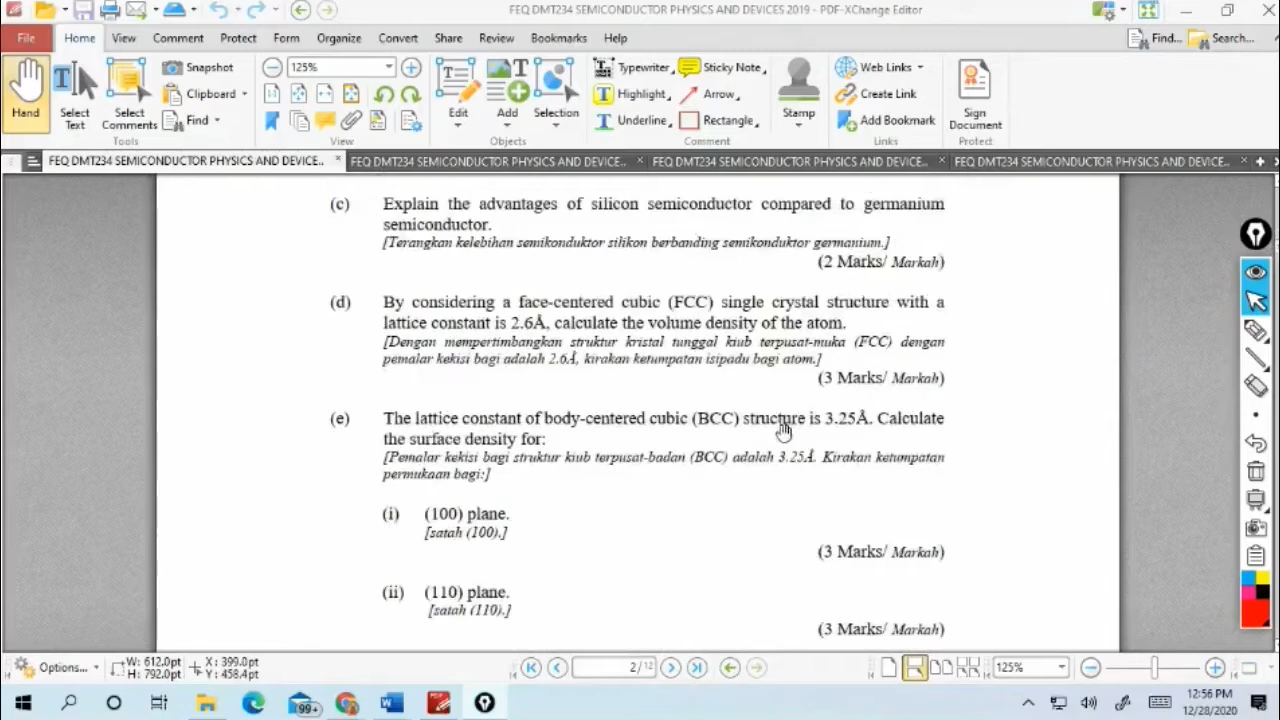 FEQ DMT234 SEMICONDUCTOR PHYSICS AND DEVICES 2019 - PDF-XChange Editor
File Home View Comment Protect Form Organize Convert Share Review Bookmarks Help Find... Search...
Hand
Select Text
Select Comments
Snapshot
Clipboard
Find
Tools
125%
View
Edit
Add
Selection
Objects
Typewriter
Highlight
Underline
Sticky Note
Arrow
Rectangle
Stamp
Comment
Web Links
Create Link
Add Bookmark
Links
Sign Document
Protect
FEQ DMT234 SEMICONDUCTOR PHYSICS AND DEVICE... FEQ DMT234 SEMICONDUCTOR PHYSICS AND DEVICE... FEQ DMT234 SEMICONDUCTOR PHYSICS AND DEVICE... FEQ DMT234 SEMICONDUCTOR PHYSICS AND DEVICE...
(c) Explain the advantages of silicon semiconductor compared to germanium
semiconductor.
[Terangkan kelebihan semikonduktor silikon berbanding semikonduktor germanium.]
(2 Marks/ Markah)
(d) By considering a face-centered cubic (FCC) single crystal structure with a
lattice constant is 2.6Å, calculate the volume density of the atom.
[Dengan mempertimbangkan struktur kristal tunggal kiub terpusat-muka (FCC) dengan
pemalar kekisi bagi adalah 2.6Å, kirakan ketumpatan isipadu bagi atom.]
(3 Marks/ Markah)
(e) The lattice constant of body-centered cubic (BCC) structure is 3.25Å. Calculate
the surface density for:
[Pemalar kekisi bagi struktur kiub terpusat-badan (BCC) adalah 3.25Å. Kirakan ketumpatan
permukaan bagi:]
(i) (100) plane.
[satah (100).]
(3 Marks/ Markah)
(ii) (110) plane.
[satah (110).]
(3 Marks/ Markah)
Options... W: 612.0pt X: 399.0pt
H: 792.0pt Y: 458.4pt
2 / 12
125%
99+
12:56 PM
12/28/2020